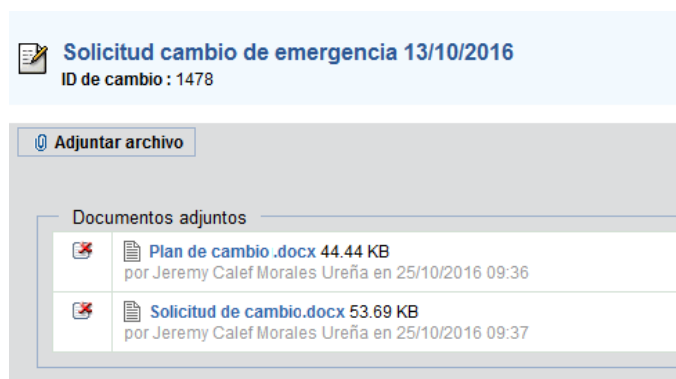 Solicitud cambio de emergencia 13/10/2016
ID de cambio : 1478
Adjuntar archivo
Documentos adjuntos
Plan de cambio .docx 44.44 KB
por Jeremy Calef Morales Ureña en 25/10/2016 09:36
Solicitud de cambio.docx 53.69 KB
por Jeremy Calef Morales Ureña en 25/10/2016 09:37